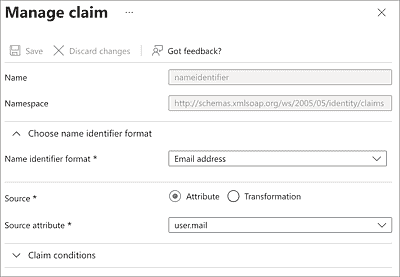 Manage claim ...
Save Discard changes Got feedback?
Name nameidentifier
Namespace http://schemas.xmlsoap.org/ws/2005/05/identity/claims
Choose name identifier format
Name identifier format * Email address
Source * Attribute Transformation
Source attribute * user.mail
Claim conditions